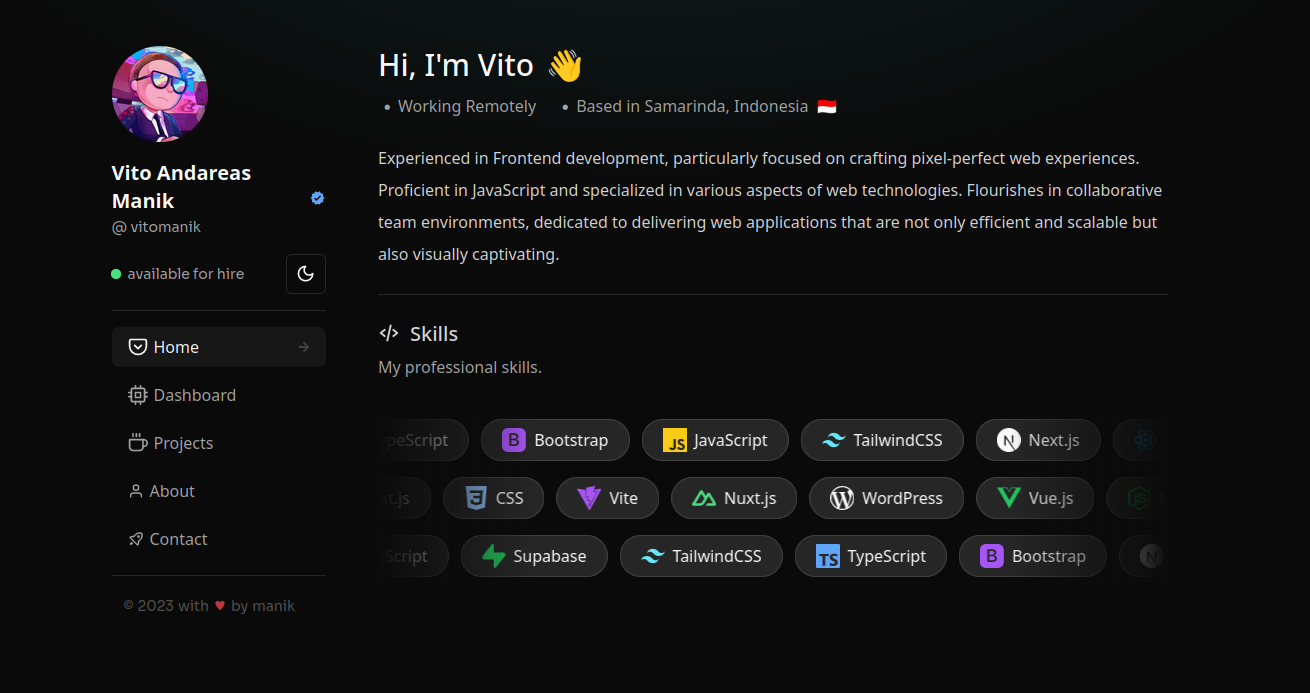 Vito Andareas
Manik
@vitomanik
available for hire
Home
Dashboard
Projects
About
Contact
© 2023 with ♥ by manik
Hi, I'm Vito 👋
• Working Remotely • Based in Samarinda, Indonesia 🇮🇩
Experienced in Frontend development, particularly focused on crafting pixel-perfect web experiences.
Proficient in JavaScript and specialized in various aspects of web technologies. Flourishes in collaborative
team environments, dedicated to delivering web applications that are not only efficient and scalable but
also visually captivating.
Skills
My professional skills.
peScript B Bootstrap JS JavaScript TailwindCSS N Next.js
t.js 3 CSS Vite Nuxt.js WordPress Vue.js
Script Supabase TailwindCSS TS TypeScript B Bootstrap N